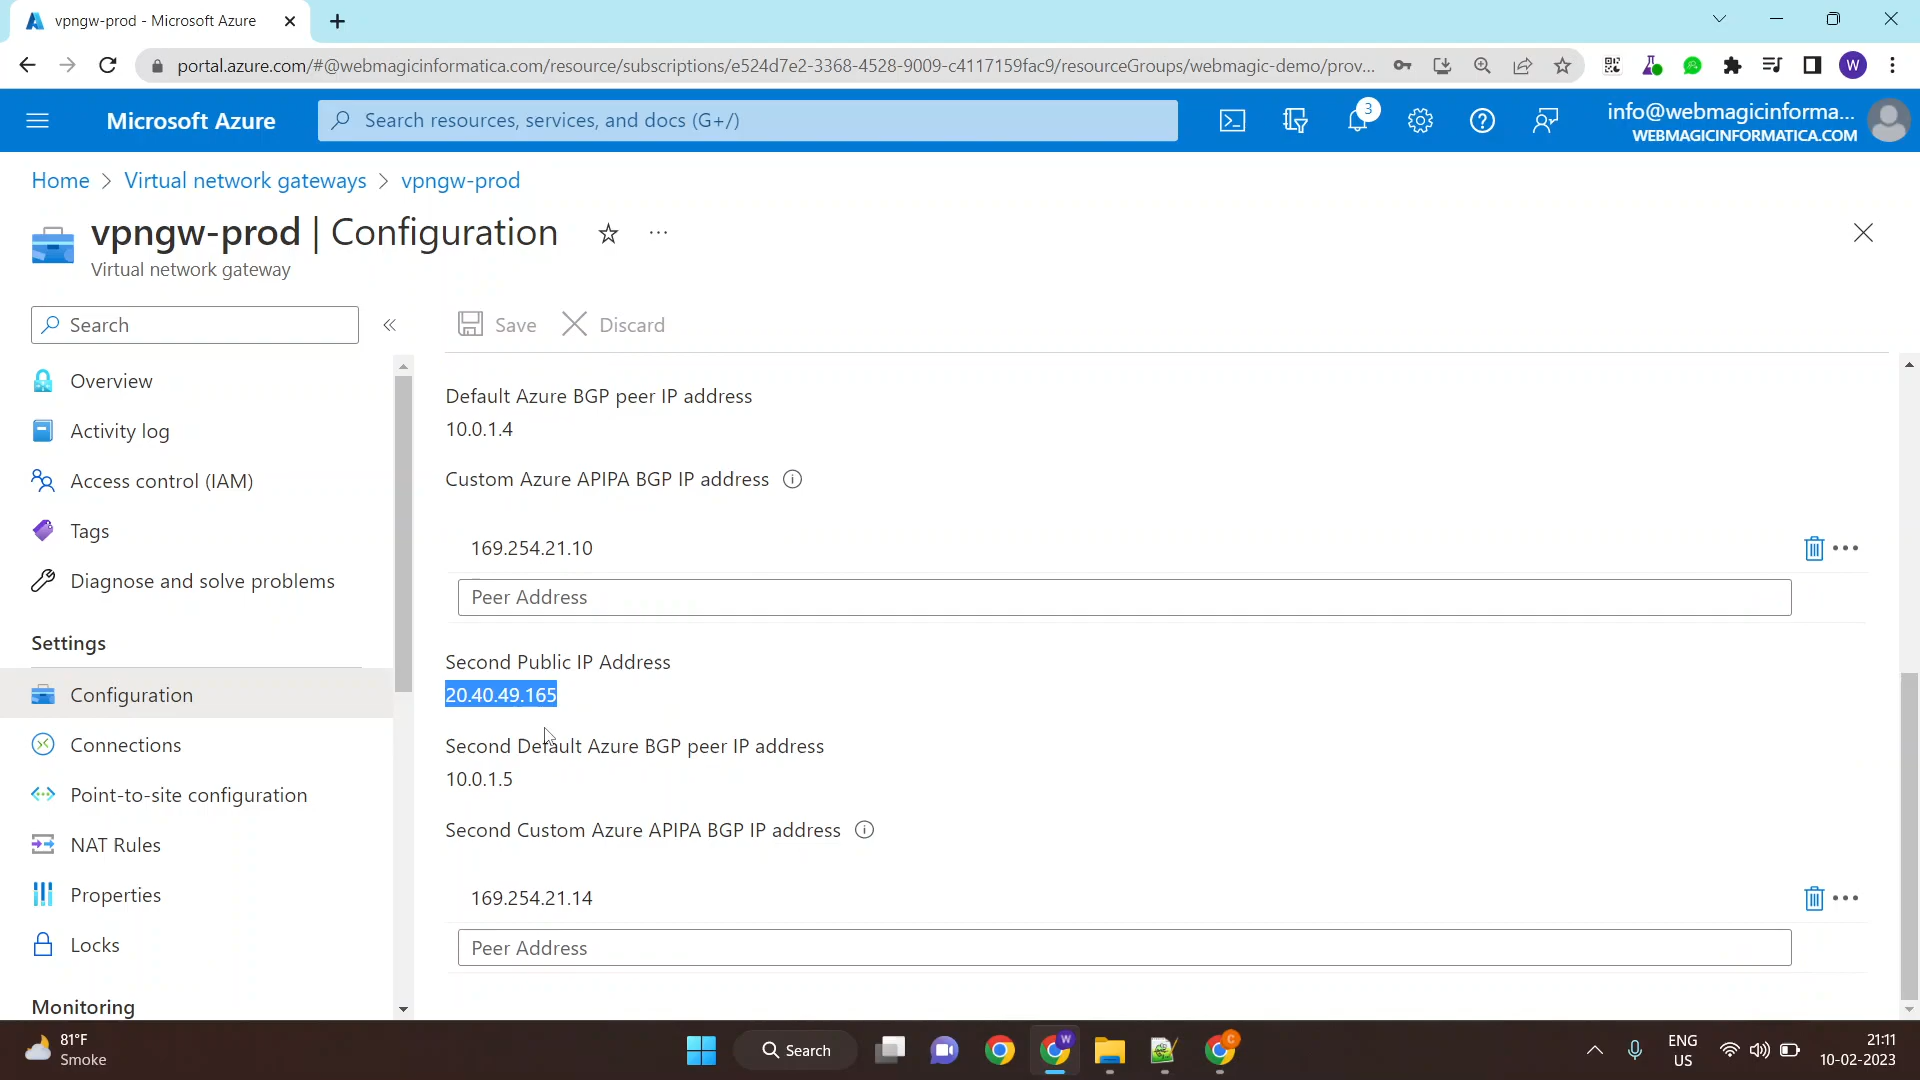 vpngw-prod - Microsoft Azure
portal.azure.com/#@webmagicinformatica.com/resource/subscriptions/e524d7e2-3368-4528-9009-c4117159fac9/resourceGroups/webmagic-demo/prov...
W
Microsoft Azure
Search resources, services, and docs (G+/)
3
info@webmagicinforma...
WEBMAGICINFORMATICA.COM
Home > Virtual network gateways > vpngw-prod
vpngw-prod | Configuration
Virtual network gateway
Search
Save
Discard
Overview
Activity log
Access control (IAM)
Tags
Diagnose and solve problems
Settings
Configuration
Connections
Point-to-site configuration
NAT Rules
Properties
Locks
Monitoring
Default Azure BGP peer IP address
10.0.1.4
Custom Azure APIPA BGP IP address
169.254.21.10
Peer Address
Second Public IP Address
20.40.49.165
Second Default Azure BGP peer IP address
10.0.1.5
Second Custom Azure APIPA BGP IP address
169.254.21.14
Peer Address
81°F
Smoke
Search
W
C
ENG
US
21:11
10-02-2023